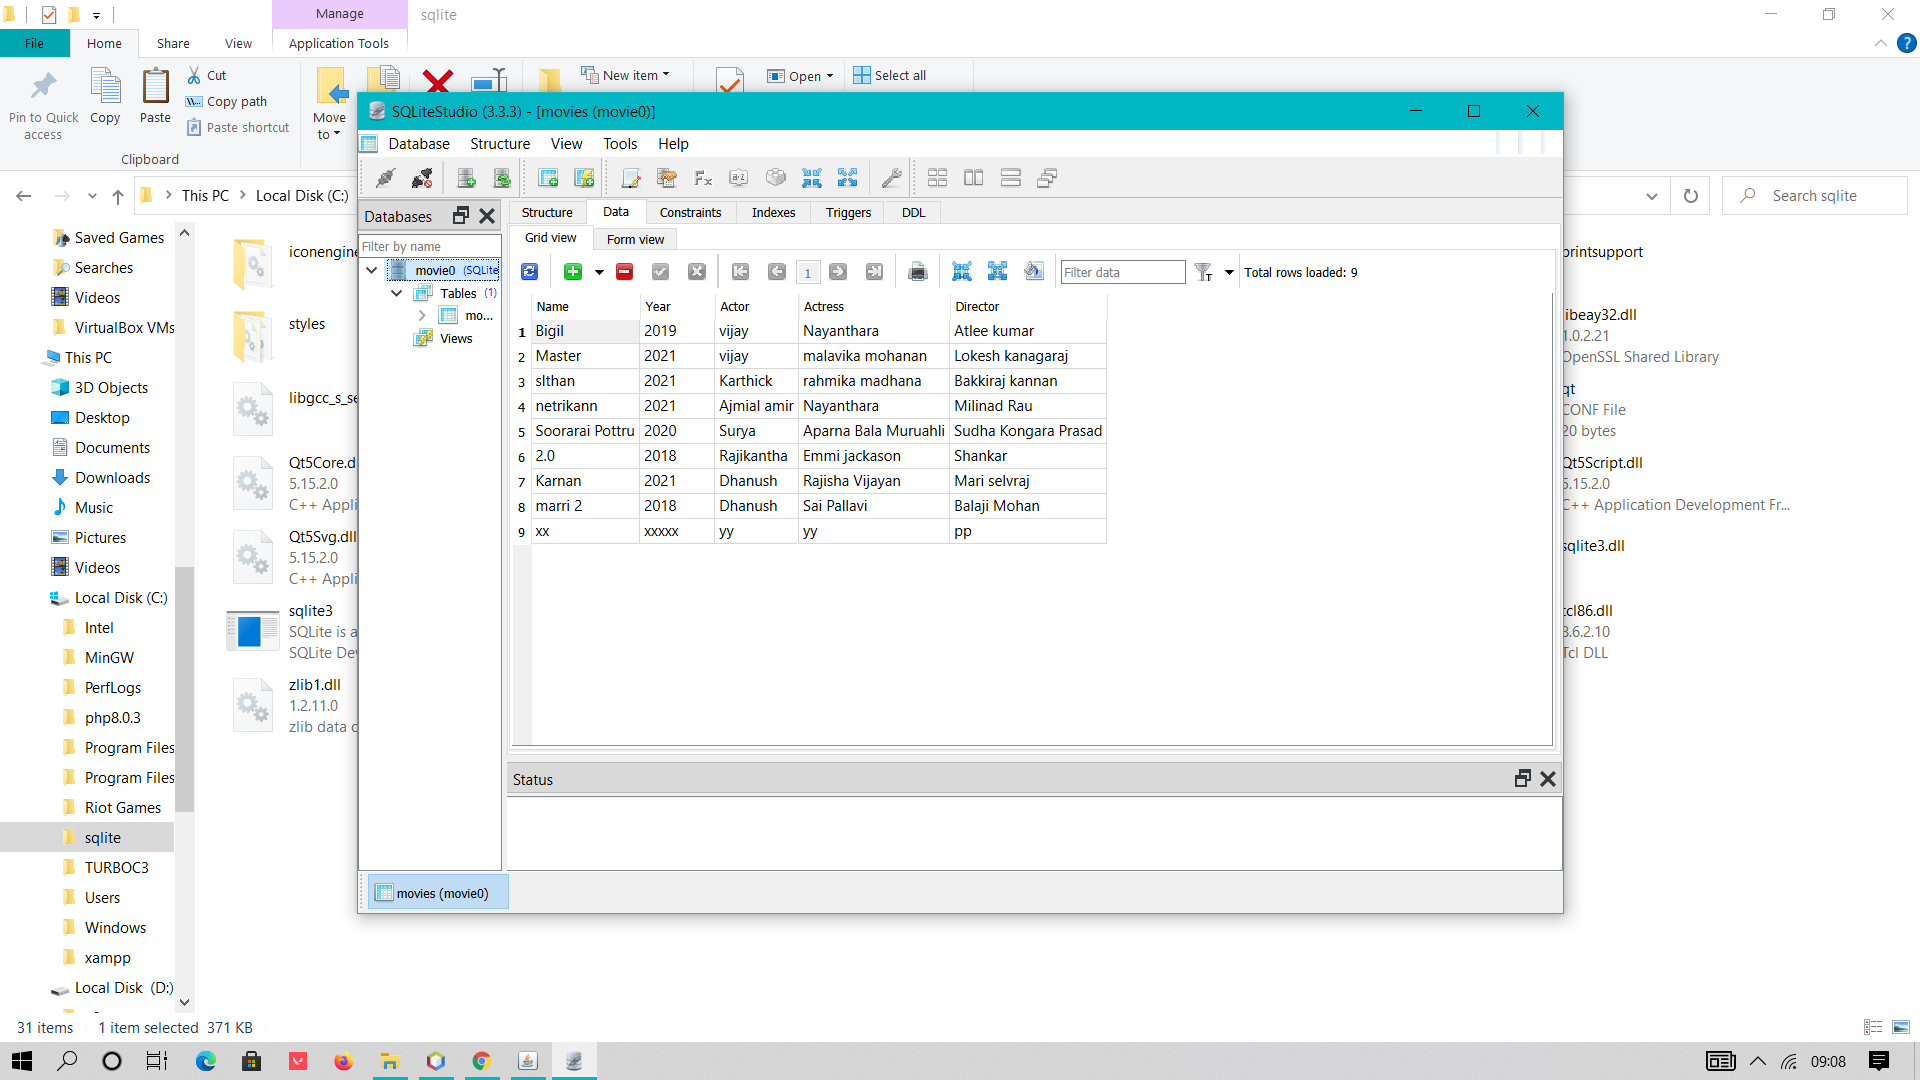 Manage
sqlite
File
Home
Share
View
Application Tools
Pin to Quick access
Copy
Paste
Cut
Copy path
Paste shortcut
Move to
New item
Open
Select all
Clipboard
This PC
Local Disk (C:)
Search sqlite
Saved Games
Searches
Videos
VirtualBox VMs
This PC
3D Objects
Desktop
Documents
Downloads
Music
Pictures
Videos
Local Disk (C:)
Intel
MinGW
PerfLogs
php8.0.3
Program Files
Program Files
Riot Games
sqlite
TURBOC3
Users
Windows
xampp
Local Disk (D:)
iconengine
styles
libgcc_s_se
Qt5Core.d
5.15.2.0
C++ Appli
Qt5Svg.dll
5.15.2.0
C++ Appli
sqlite3
SQLite is a
SQLite Dev
zlib1.dll
1.2.11.0
zlib data c
SQLiteStudio (3.3.3) - [movies (movie0)]
Database Structure View Tools Help
Databases
Filter by name
movie0 (SQLite
Tables (1)
mo...
Views
Structure Data Constraints Indexes Triggers DDL
Grid view Form view
1
Filter data
Total rows loaded: 9
Name Year Actor Actress Director
1 Bigil 2019 vijay Nayanthara Atlee kumar
2 Master 2021 vijay malavika mohanan Lokesh kanagaraj
3 slthan 2021 Karthick rahmika madhana Bakkiraj kannan
4 netrikann 2021 Ajmial amir Nayanthara Milinad Rau
5 Soorarai Pottru 2020 Surya Aparna Bala Muruahli Sudha Kongara Prasad
6 2.0 2018 Rajikantha Emmi jackason Shankar
7 Karnan 2021 Dhanush Rajisha Vijayan Mari selvraj
8 marri 2 2018 Dhanush Sai Pallavi Balaji Mohan
9 xx xxxxx yy yy pp
Status
movies (movie0)
printsupport
ibeay32.dll
1.0.2.21
OpenSSL Shared Library
qt
CONF File
20 bytes
Qt5Script.dll
5.15.2.0
C++ Application Development Fr...
sqlite3.dll
tcl86.dll
8.6.2.10
Tcl DLL
31 items 1 item selected 371 KB
09:08